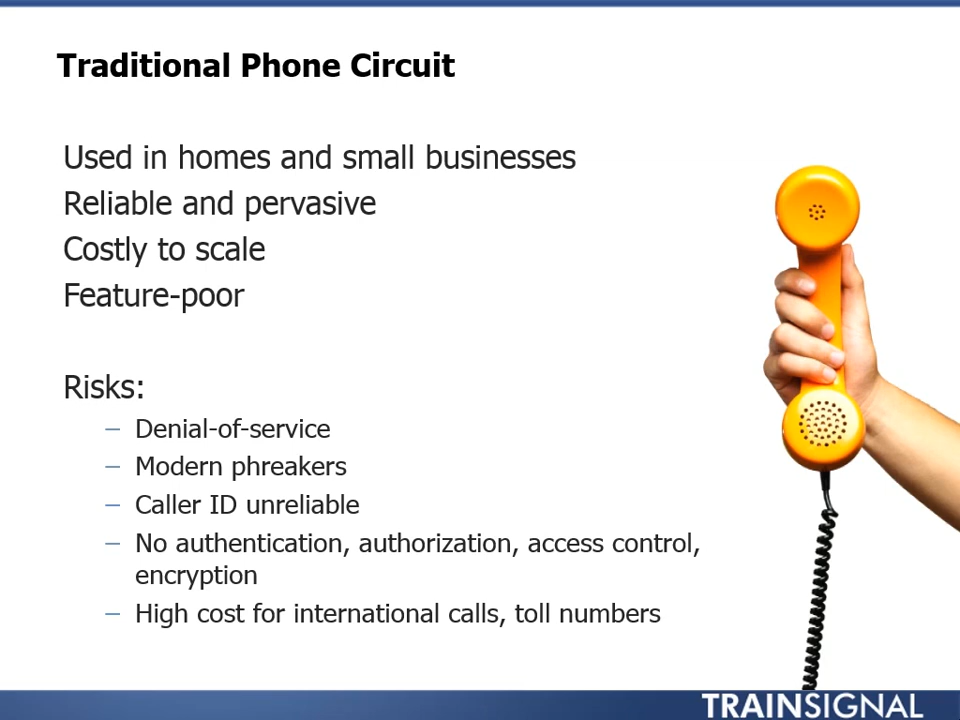 Traditional Phone Circuit
Used in homes and small businesses
Reliable and pervasive
Costly to scale
Feature-poor
Risks:
– Denial-of-service
– Modern phreakers
– Caller ID unreliable
– No authentication, authorization, access control,
encryption
– High cost for international calls, toll numbers
TRAINSIGNAL